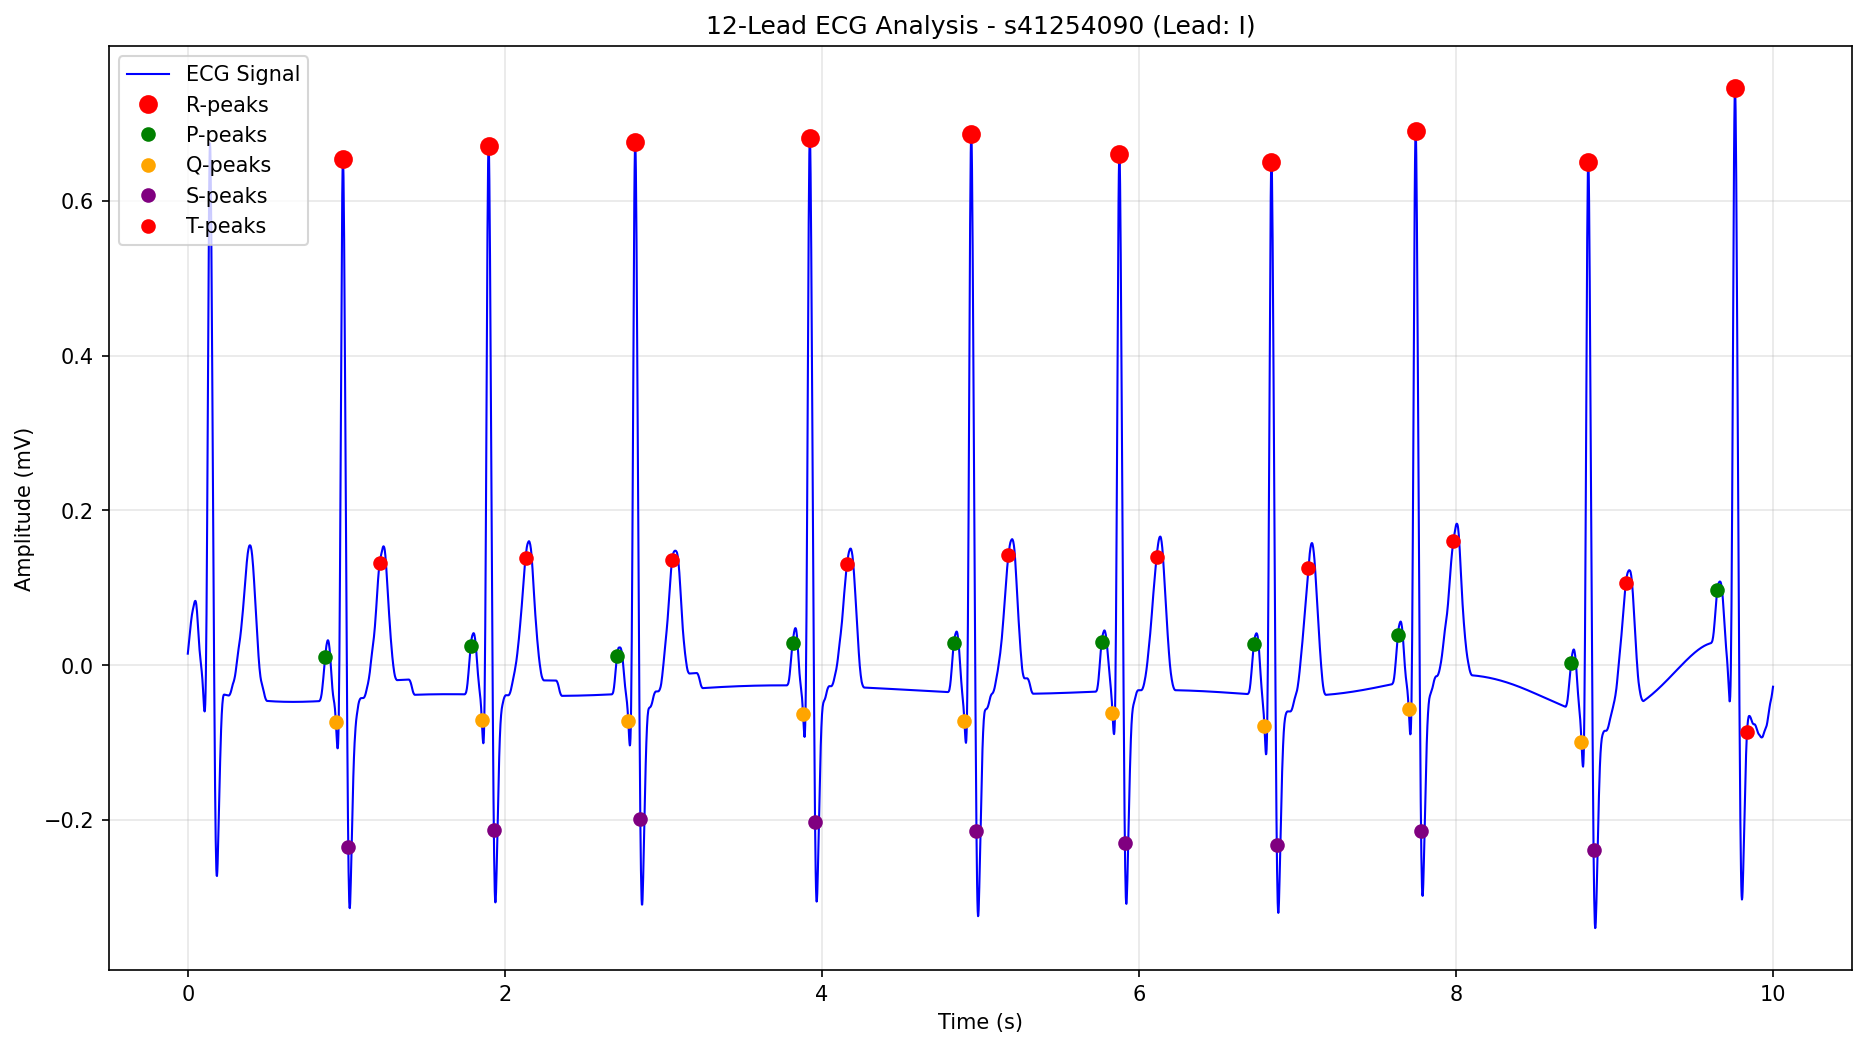 12-Lead ECG Analysis - s41254090 (Lead: I)
ECG Signal
R-peaks
P-peaks
Q-peaks
S-peaks
T-peaks
0.6
0.4
0.2
0.0
−0.2
Amplitude (mV)
0 2 4 6 8 10
Time (s)